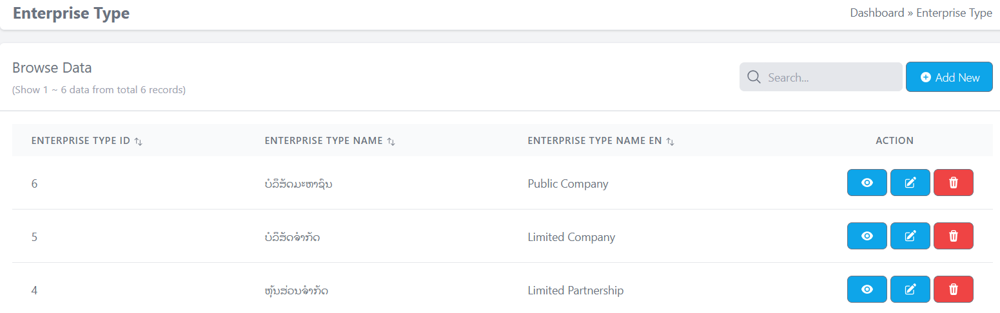 Enterprise Type
Dashboard » Enterprise Type
Browse Data
(Show 1 ~ 6 data from total 6 records)
Search...
Add New
ENTERPRISE TYPE ID ENTERPRISE TYPE NAME ENTERPRISE TYPE NAME EN ACTION
6 ບໍລິສັດມະຫາຊົນ Public Company
5 ບໍລິສັດຈຳກັດ Limited Company
4 ຫຸ້ນສ່ວນຈຳກັດ Limited Partnership